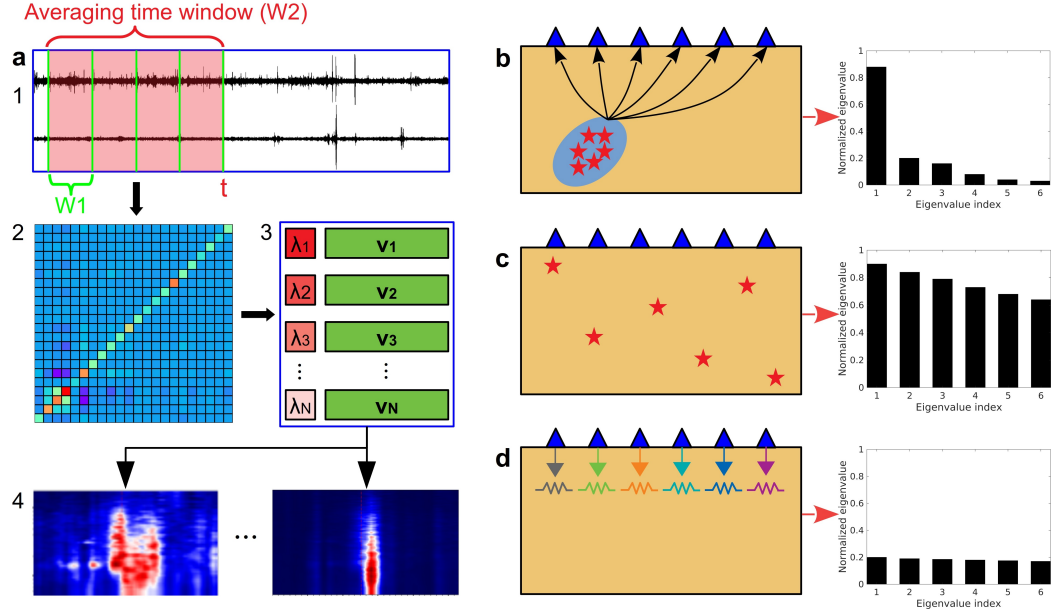 Averaging time window (W2)
a
1
W1
t
2
3
λ1
v1
λ2
v2
λ3
v3
λN
vN
4
b
Normalized eigenvalue
1
0.8
0.6
0.4
0.2
0
1 2 3 4 5 6
Eigenvalue index
c
Normalized eigenvalue
1
0.8
0.6
0.4
0.2
0
1 2 3 4 5 6
Eigenvalue index
d
Normalized eigenvalue
1
0.8
0.6
0.4
0.2
0
1 2 3 4 5 6
Eigenvalue index